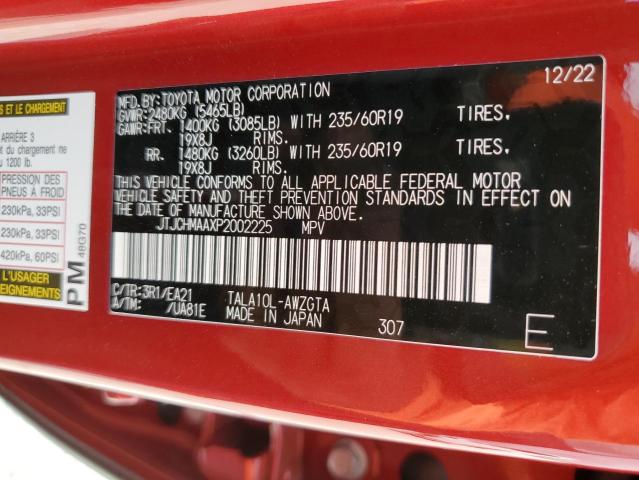 S ET LE CHARGEMENT
ARRIÈRE 3
t du chargement ne
u 1200 lb.
PRESSION DES
PNEUS A FROID
230kPa, 33PSI
230kPa, 33PSI
420kPa, 60PSI
L'USAGER
EIGNEMENTS
PM 48G70
12/22
MFD.BY:TOYOTA MOTOR CORPORATION
GVWR:2480KG (5465LB)
GAWR:FRT. 1400KG (3085LB) WITH 235/60R19 TIRES.
19X8J RIMS.
RR. 1480KG (3260LB) WITH 235/60R19 TIRES.
19X8J RIMS.
THIS VEHICLE CONFORMS TO ALL APPLICABLE FEDERAL MOTOR
VEHICLE SAFETY AND THEFT PREVENTION STANDARDS IN EFFECT ON
THE DATE OF MANUFACTURE SHOWN ABOVE.
JTJCHMAAXP2002225 MPV
C/TR:3R1/EA21 TALA10L-AWZGTA
A/TM: /UA81E MADE IN JAPAN 307 E